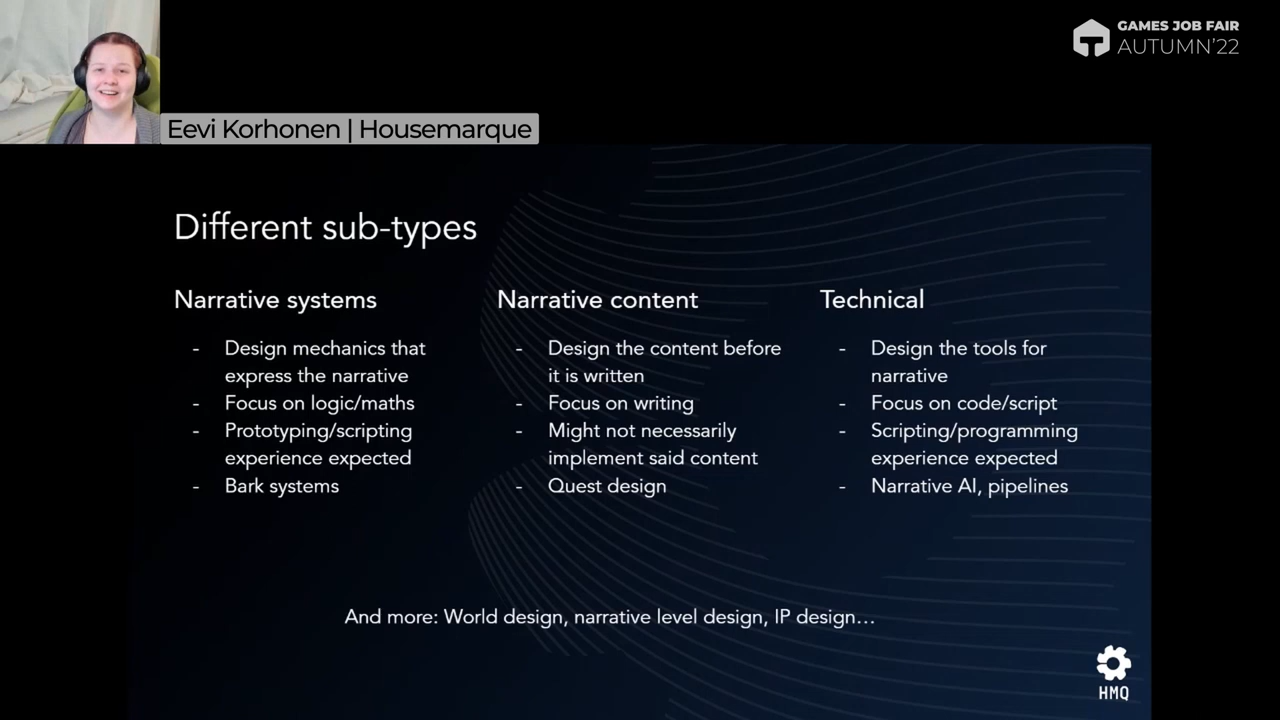 GAMES JOB FAIR
AUTUMN'22
Eevi Korhonen | Housemarque
Different sub-types
Narrative systems
- Design mechanics that
express the narrative
- Focus on logic/maths
- Prototyping/scripting
experience expected
- Bark systems
Narrative content
- Design the content before
it is written
- Focus on writing
- Might not necessarily
implement said content
- Quest design
Technical
- Design the tools for
narrative
- Focus on code/script
- Scripting/programming
experience expected
- Narrative AI, pipelines
And more: World design, narrative level design, IP design…
HMQ